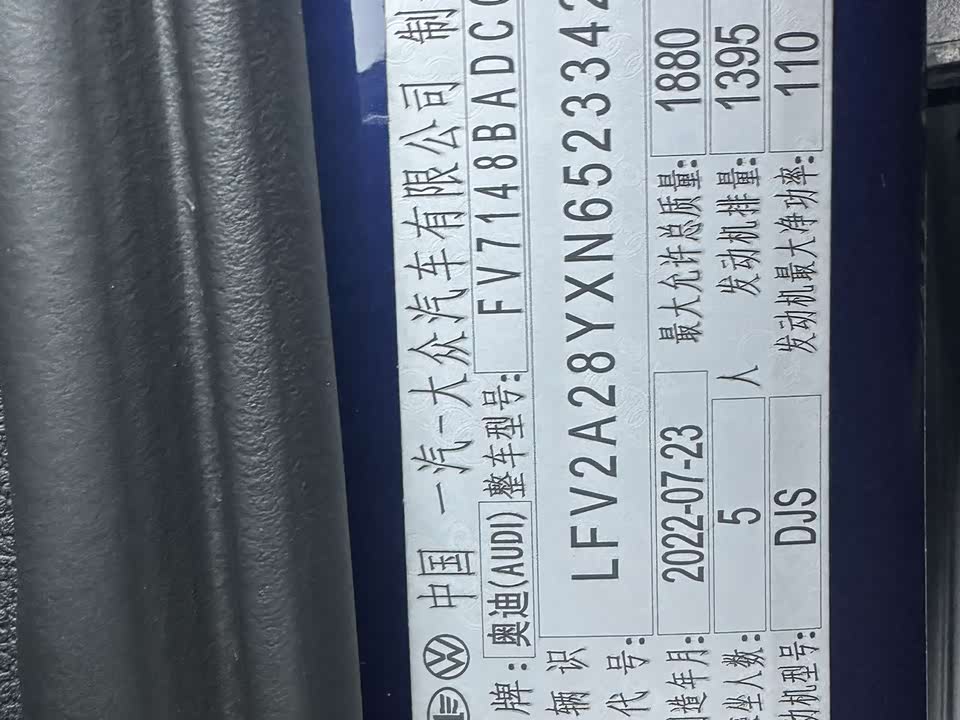 中国 一汽-大众汽车有限公司 制
牌: 奥迪(AUDI) 整车型号: FV7148BADC
辆识 LFV2A28YXN652334
代号:
造年月: 2022-07-23 最大允许总质量: 1880
坐人数: 5 人 发动机排量: 1395
动机型号: DJS 发动机最大净功率: 110